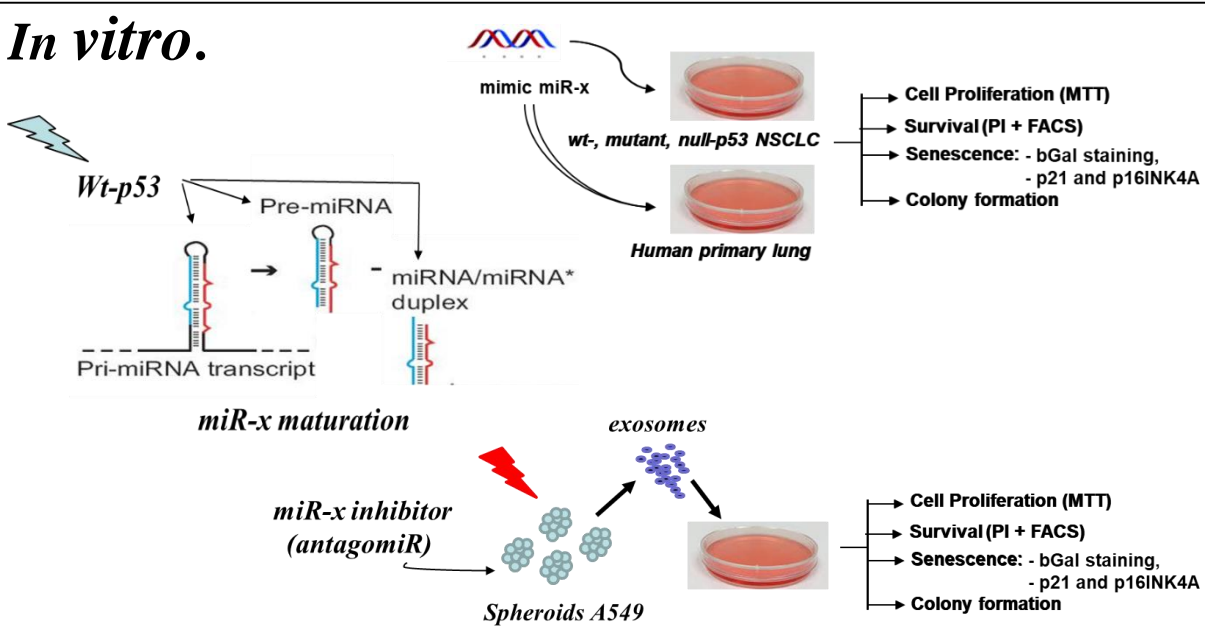 In vitro.
mimic miR-x
wt-, mutant, null-p53 NSCLC
Human primary lung
Cell Proliferation (MTT)
Survival (PI + FACS)
Senescence: - bGal staining,
- p21 and p16INK4A
Colony formation
Wt-p53
Pre-miRNA
miRNA/miRNA*
duplex
Pri-miRNA transcript
miR-x maturation
exosomes
miR-x inhibitor
(antagomiR)
Spheroids A549
Cell Proliferation (MTT)
Survival (PI + FACS)
Senescence: - bGal staining,
- p21 and p16INK4A
Colony formation